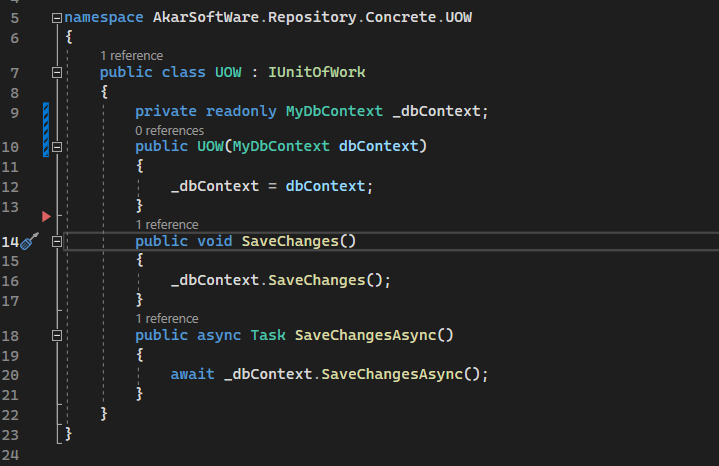 4
5 namespace AkarSoftWare.Repository.Concrete.UOW
6 {
1 reference
7 public class UOW : IUnitOfWork
8 {
9 private readonly MyDbContext _dbContext;
0 references
10 public UOW(MyDbContext dbContext)
11 {
12 _dbContext = dbContext;
13 }
1 reference
14 public void SaveChanges()
15 {
16 _dbContext.SaveChanges();
17 }
1 reference
18 public async Task SaveChangesAsync()
19 {
20 await _dbContext.SaveChangesAsync();
21 }
22 }
23 }
24